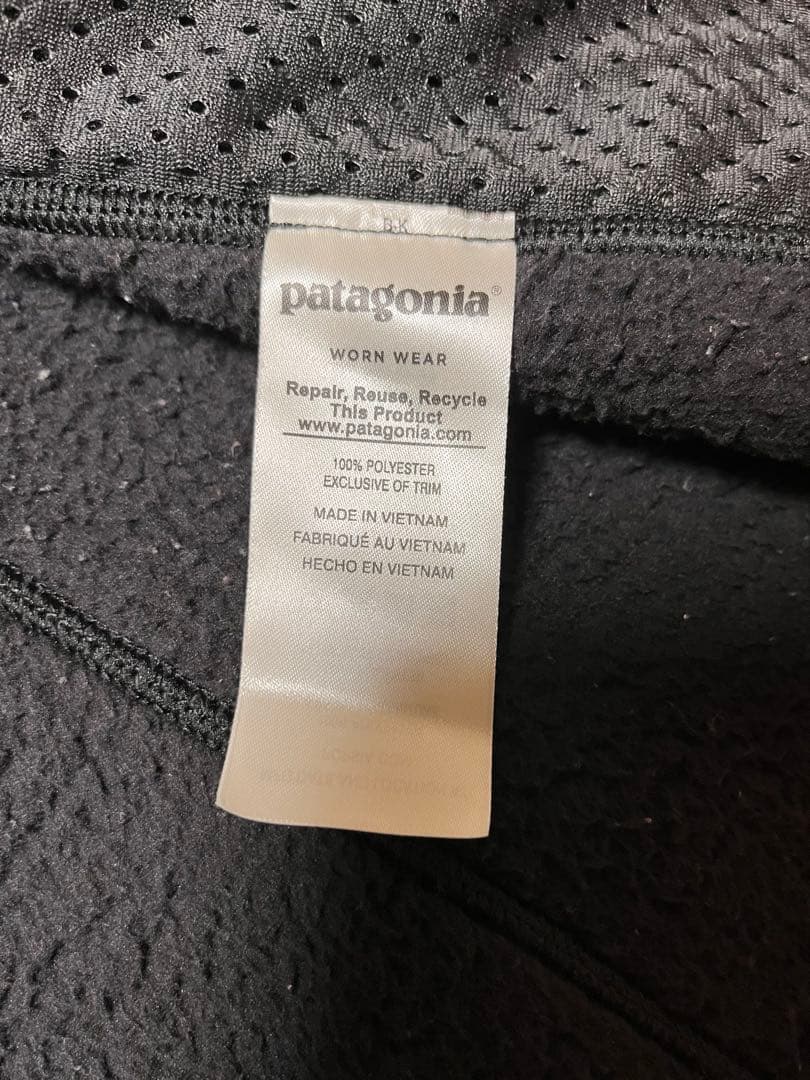 B-K
patagonia®
WORN WEAR
Repair, Reuse, Recycle
This Product
www.patagonia.com
100% POLYESTER
EXCLUSIVE OF TRIM
MADE IN VIETNAM
FABRIQUÉ AU VIETNAM
HECHO EN VIETNAM